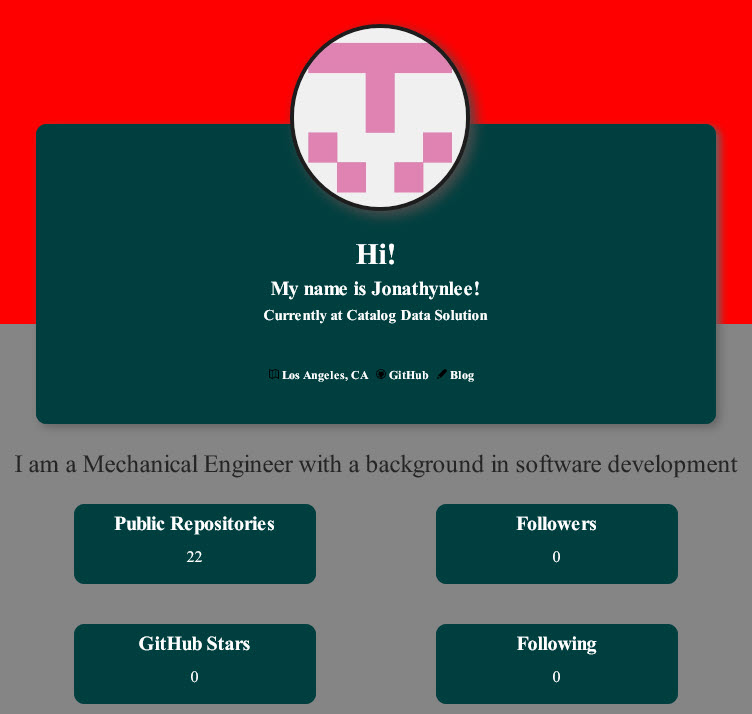 Hi!
My name is Jonathynlee!
Currently at Catalog Data Solution
Los Angeles, CA GitHub Blog
I am a Mechanical Engineer with a background in software development
Public Repositories
22
Followers
0
GitHub Stars
0
Following
0